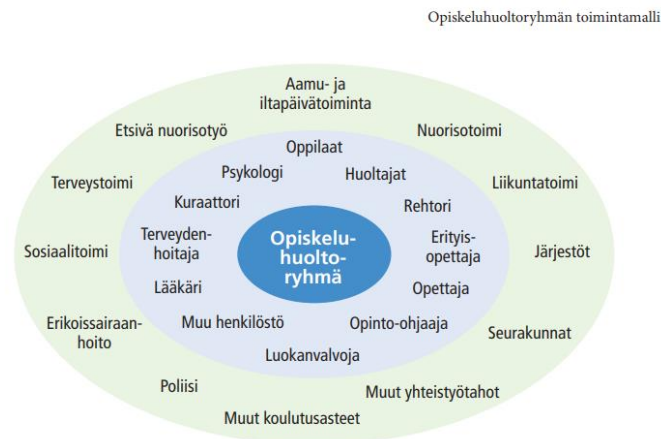 Opiskeluhuoltoryhmän toimintamalli
Aamu- ja
iltapäivätoiminta
Etsivä nuorisotyö
Nuorisotoimi
Oppilaat
Psykologi
Huoltajat
Terveystoimi
Liikuntatoimi
Kuraattori
Rehtori
Terveyden-
hoitaja
Opiskelu-
huolto-
ryhmä
Erityis-
opettaja
Sosiaalitoimi
Järjestöt
Lääkäri
Opettaja
Erikoissairaan-
hoito
Muu henkilöstö
Opinto-ohjaaja
Seurakunnat
Luokanvalvoja
Poliisi
Muut yhteistyötahot
Muut koulutusasteet